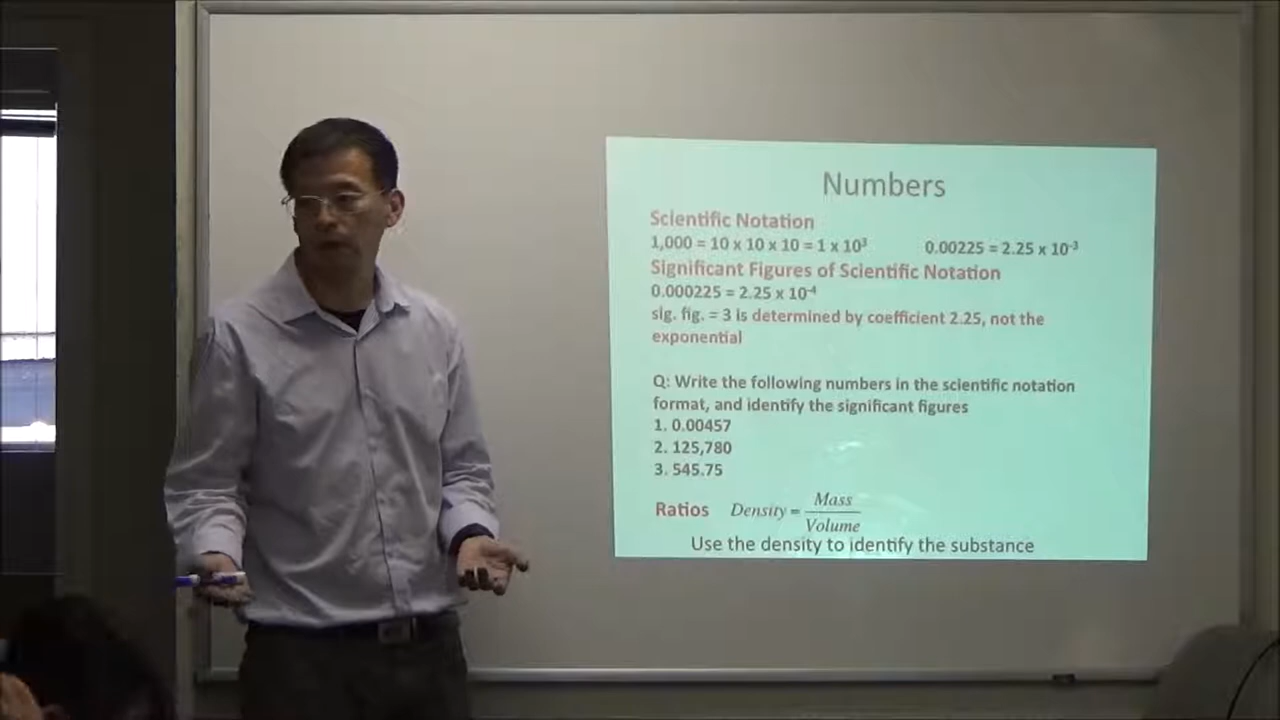 Numbers
Scientific Notation
1,000 = 10 x 10 x 10 = 1 x 10³ 0.00225 = 2.25 x 10⁻³
Significant Figures of Scientific Notation
0.000225 = 2.25 x 10⁻⁴
sig. fig. = 3 is determined by coefficient 2.25, not the
exponential
Q: Write the following numbers in the scientific notation
format, and identify the significant figures
1. 0.00457
2. 125,780
3. 545.75
Ratios Density = Mass / Volume
Use the density to identify the substance